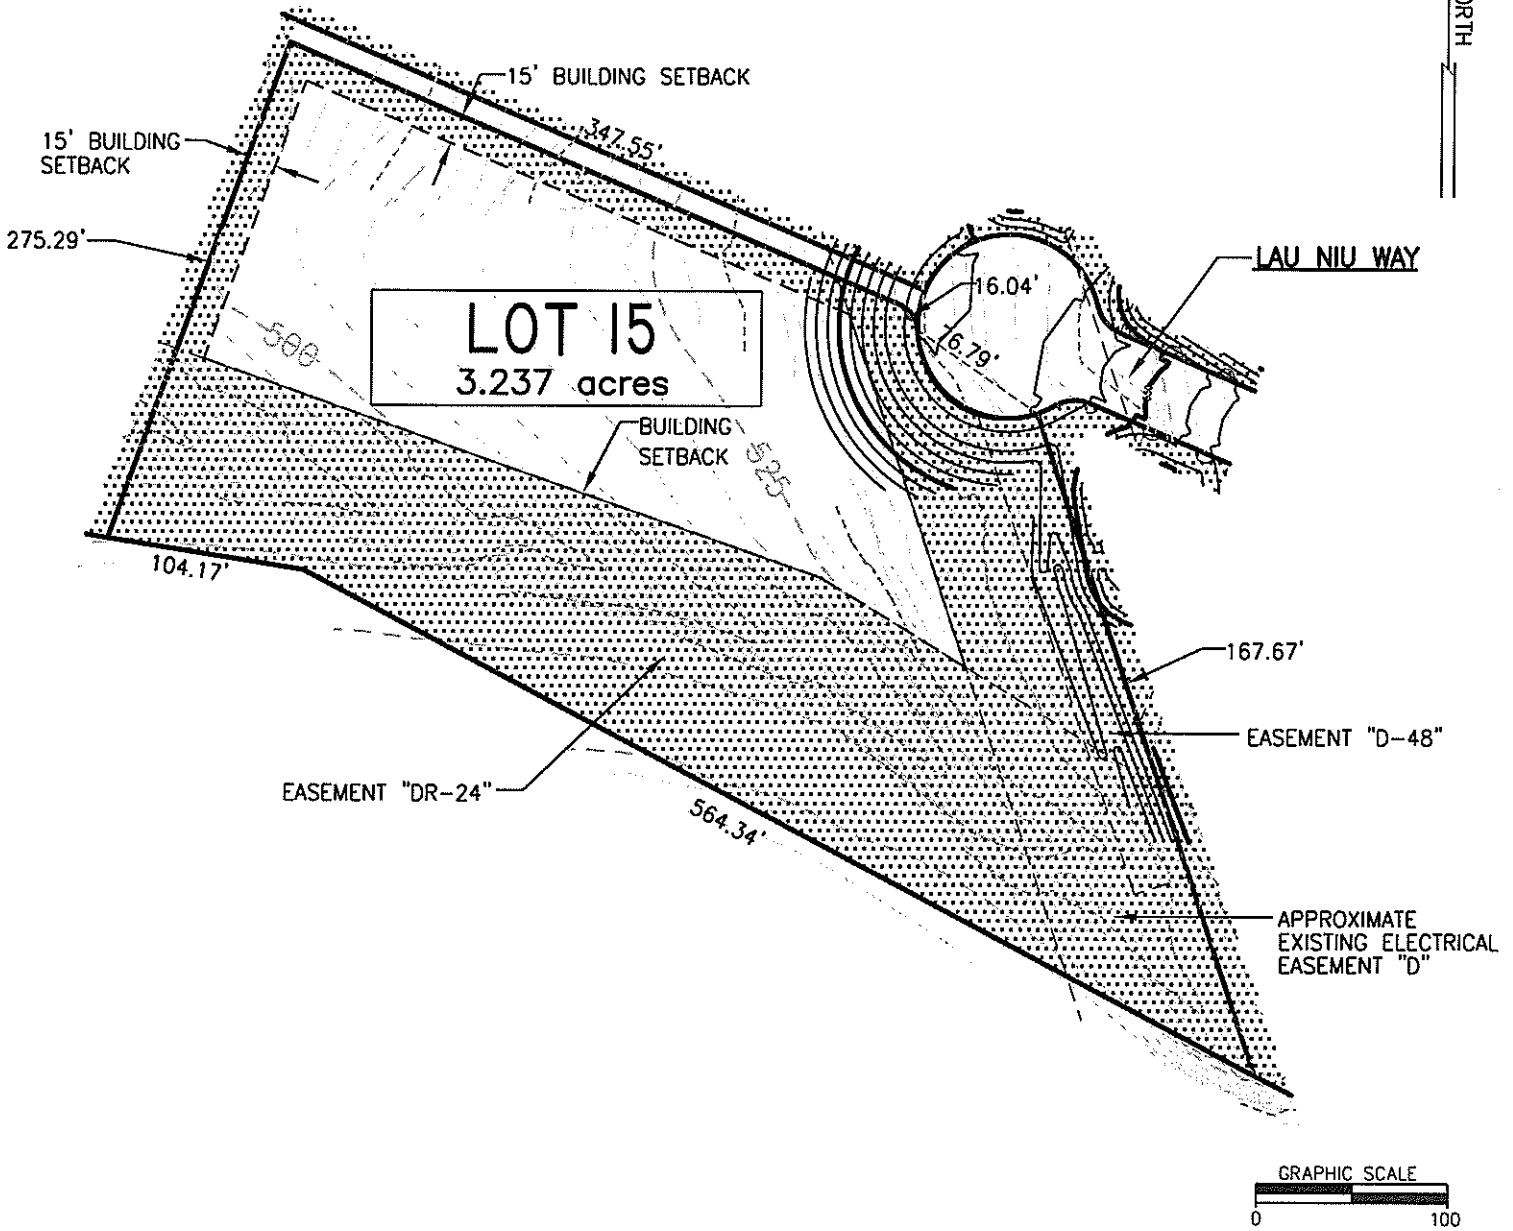 ORTH
15' BUILDING SETBACK
347.55'
15' BUILDING
SETBACK
275.29'
LAU NIU WAY
16.04'
76.79'
LOT 15
3.237 acres
500
BUILDING
SETBACK
525
104.17'
167.67'
EASEMENT "D-48"
EASEMENT "DR-24"
564.34'
APPROXIMATE
EXISTING ELECTRICAL
EASEMENT "D"
GRAPHIC SCALE
0 100